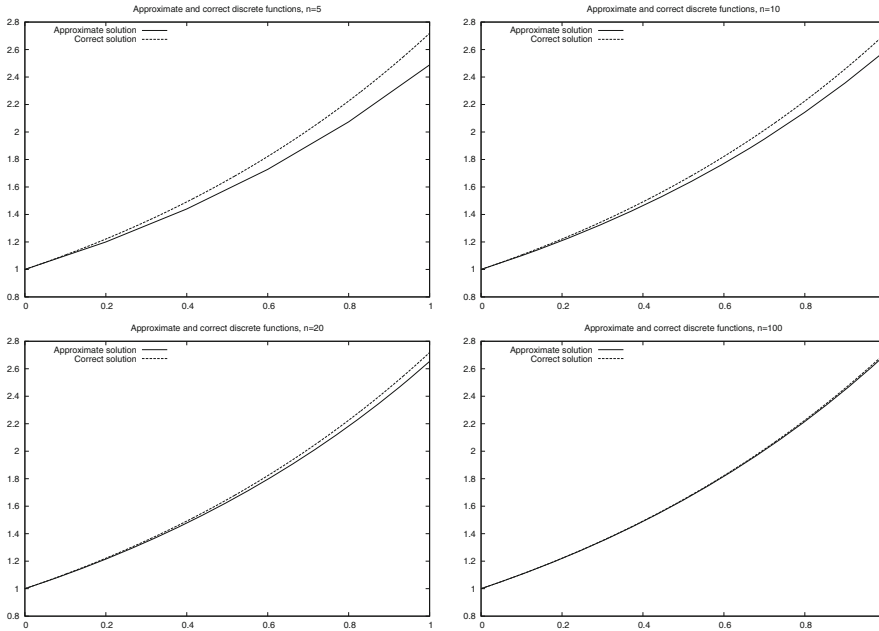 Approximate and correct discrete functions, n=5
Approximate solution
Correct solution
2.8
2.6
2.4
2.2
2
1.8
1.6
1.4
1.2
1
0.8
0 0.2 0.4 0.6 0.8 1
Approximate and correct discrete functions, n=10
Approximate solution
Correct solution
2.8
2.6
2.4
2.2
2
1.8
1.6
1.4
1.2
1
0.8
0 0.2 0.4 0.6 0.8
Approximate and correct discrete functions, n=20
Approximate solution
Correct solution
2.8
2.6
2.4
2.2
2
1.8
1.6
1.4
1.2
1
0.8
0 0.2 0.4 0.6 0.8 1
Approximate and correct discrete functions, n=100
Approximate solution
Correct solution
2.8
2.6
2.4
2.2
2
1.8
1.6
1.4
1.2
1
0.8
0 0.2 0.4 0.6 0.8